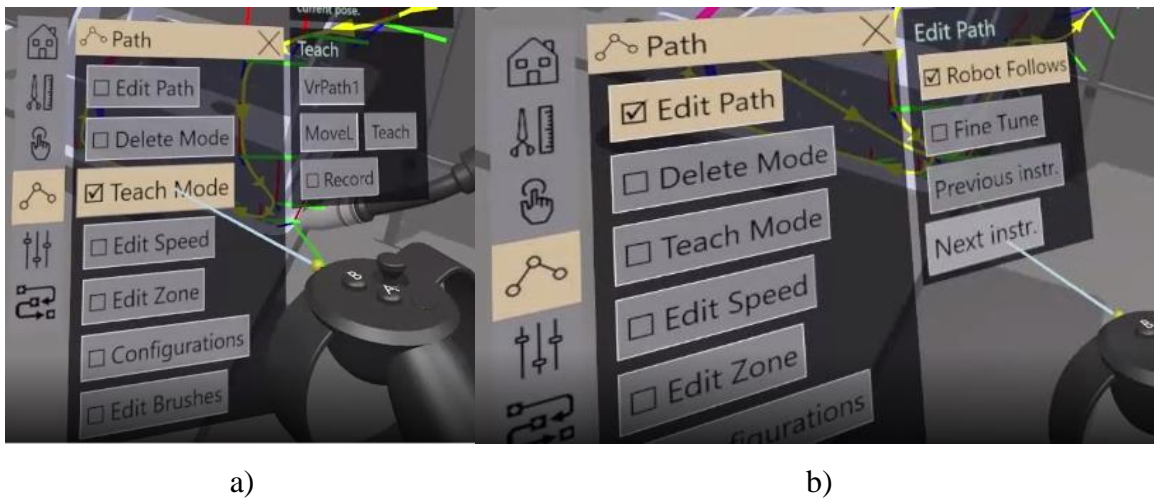 current pose.
Path
Teach
Edit Path
VrPath1
Delete Mode
MoveL Teach
Teach Mode
Record
Edit Speed
Edit Zone
Configurations
Edit Brushes
B
A
Path
Edit Path
Edit Path
Robot Follows
Delete Mode
Fine Tune
Teach Mode
Previous instr.
Edit Speed
Next instr.
Edit Zone
figurations
B
a) b)